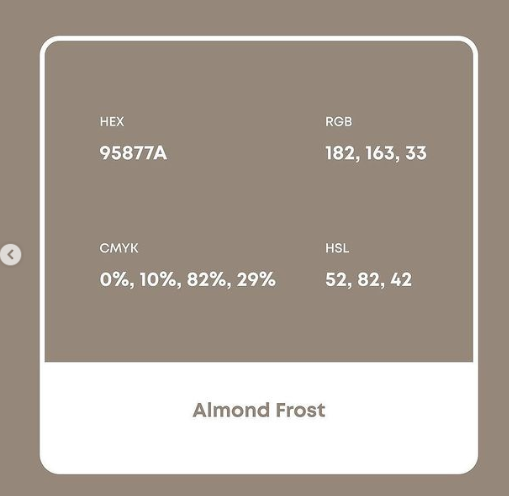 HEX
95877A
RGB
182, 163, 33
CMYK
0%, 10%, 82%, 29%
HSL
52, 82, 42
Almond Frost